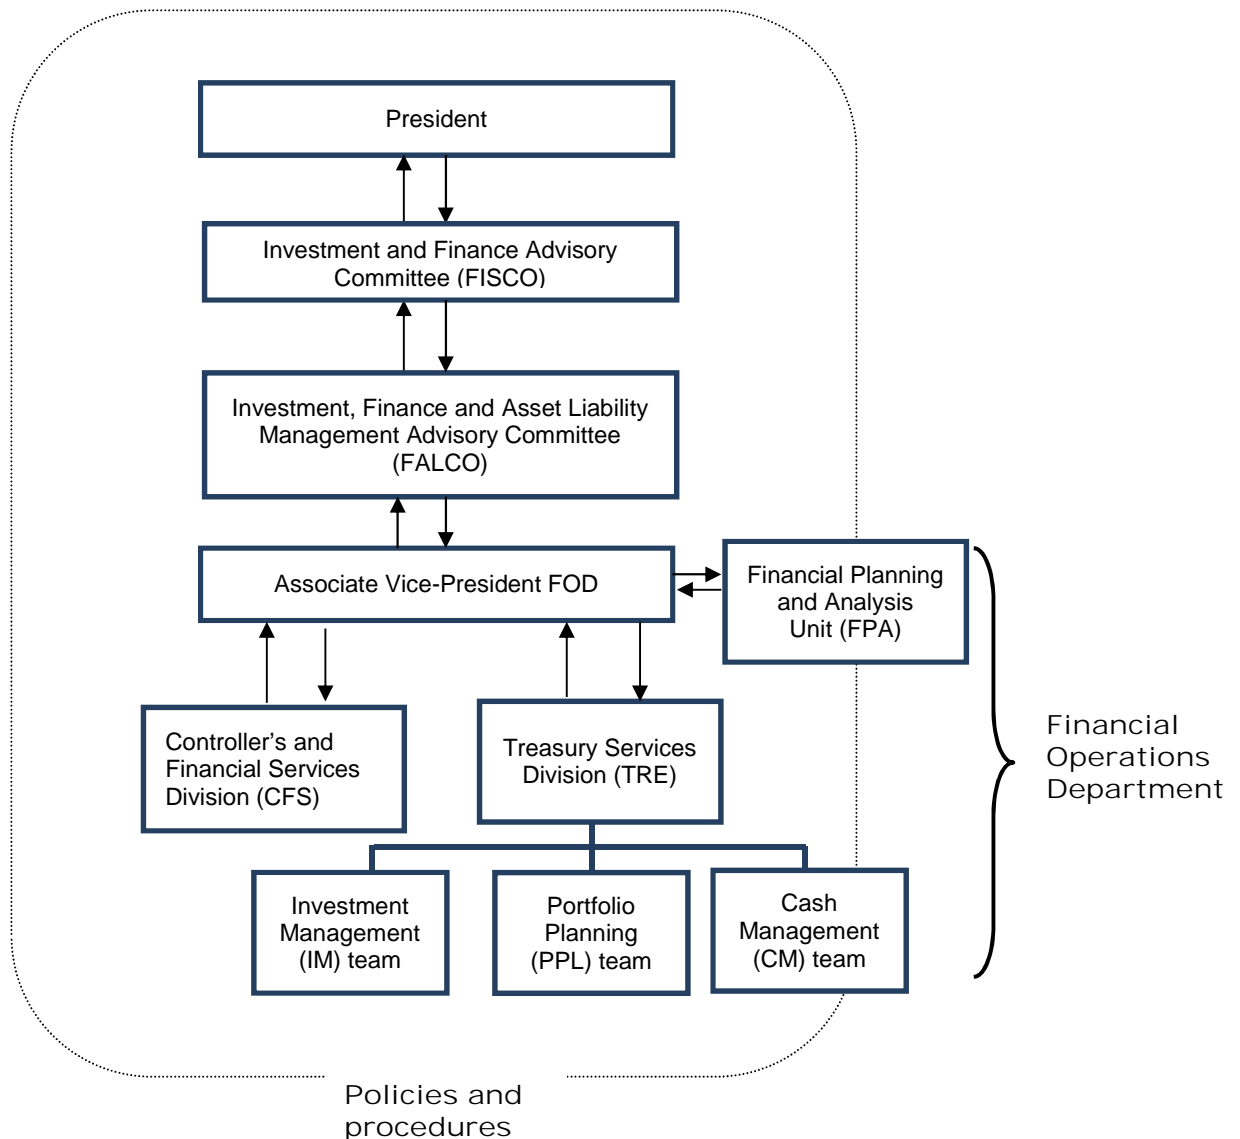 President
Investment and Finance Advisory
Committee (FISCO)
Investment, Finance and Asset Liability
Management Advisory Committee
(FALCO)
Associate Vice-President FOD
Financial Planning
and Analysis
Unit (FPA)
Controller's and
Financial Services
Division (CFS)
Treasury Services
Division (TRE)
Financial
Operations
Department
Investment
Management
(IM) team
Portfolio
Planning
(PPL) team
Cash
Management
(CM) team
Policies and
procedures